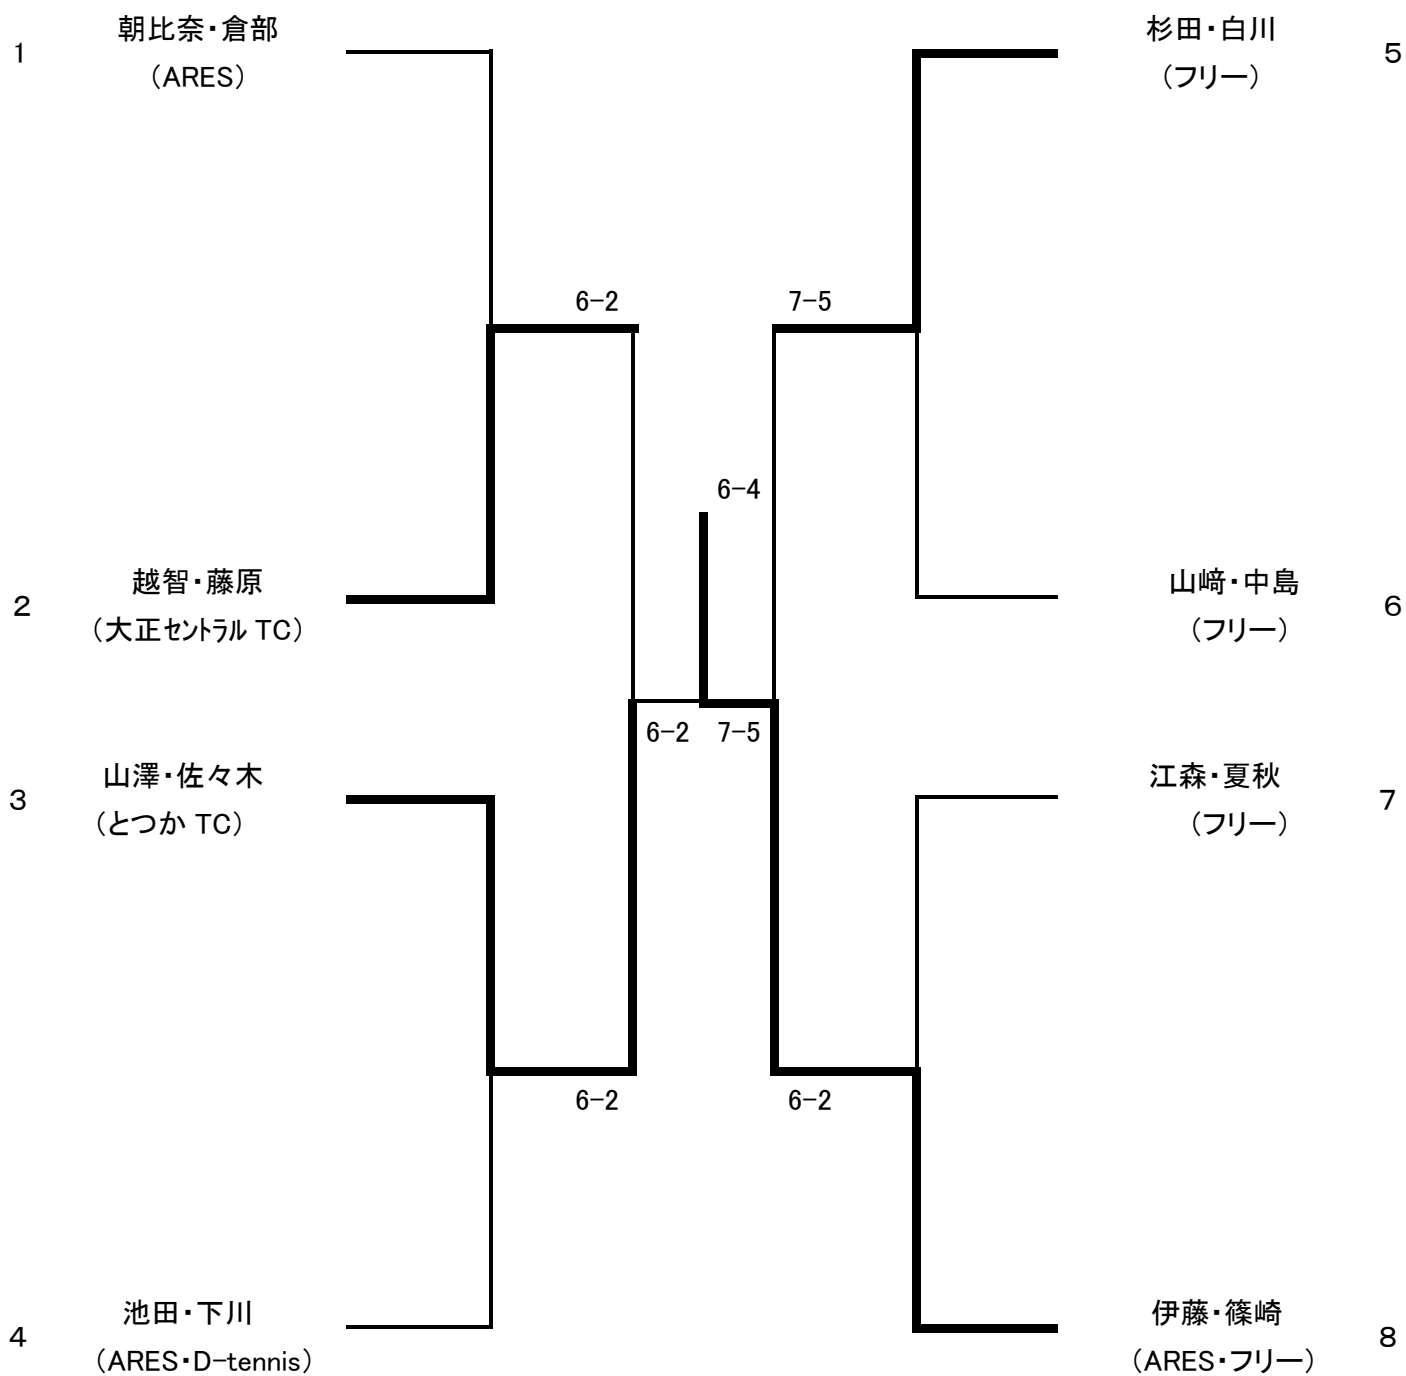 1
朝比奈・倉部
（ARES）
2
越智・藤原
（大正ｾﾝﾄﾗﾙ TC）
3
山澤・佐々木
（とつか TC）
4
池田・下川
（ARES・D-tennis）
6-2
7-5
6-4
6-2
7-5
6-2
6-2
杉田・白川
（フリー）
5
山﨑・中島
（フリー）
6
江森・夏秋
（フリー）
7
伊藤・篠崎
（ARES・フリー）
8